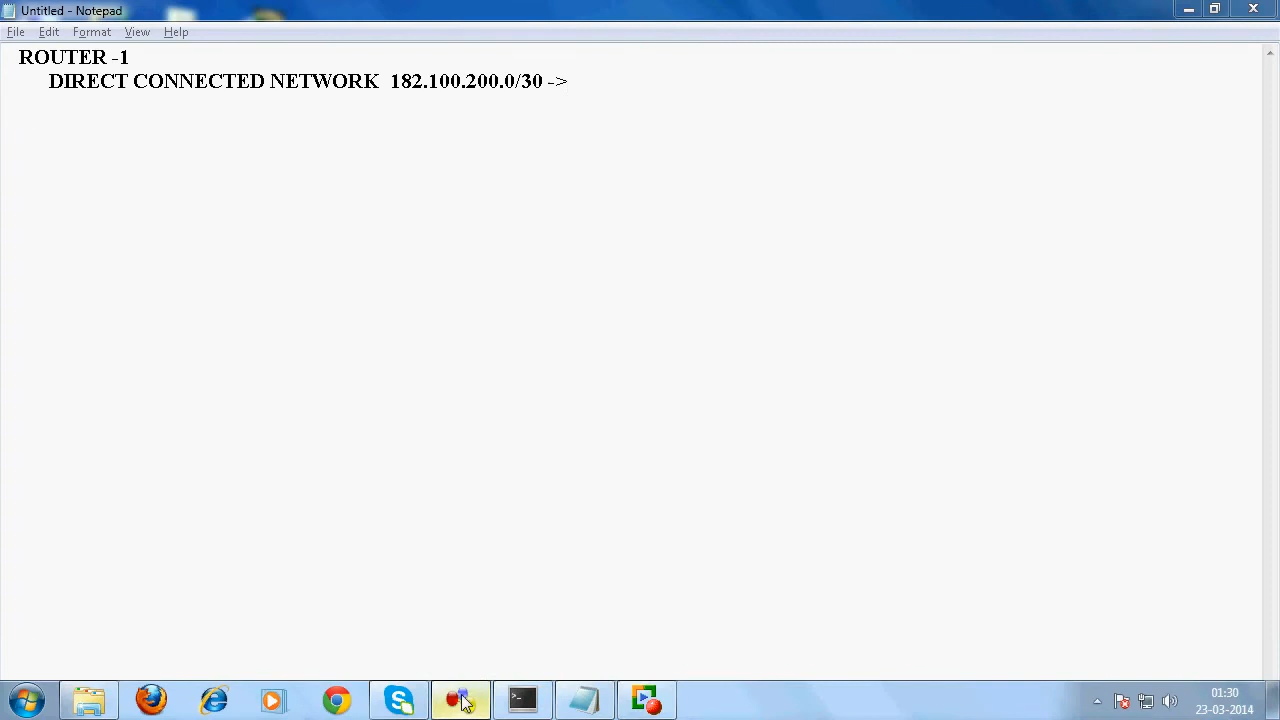 Untitled - Notepad
File Edit Format View Help
ROUTER -1
DIRECT CONNECTED NETWORK 182.100.200.0/30 ->
01:30
23-03-2014